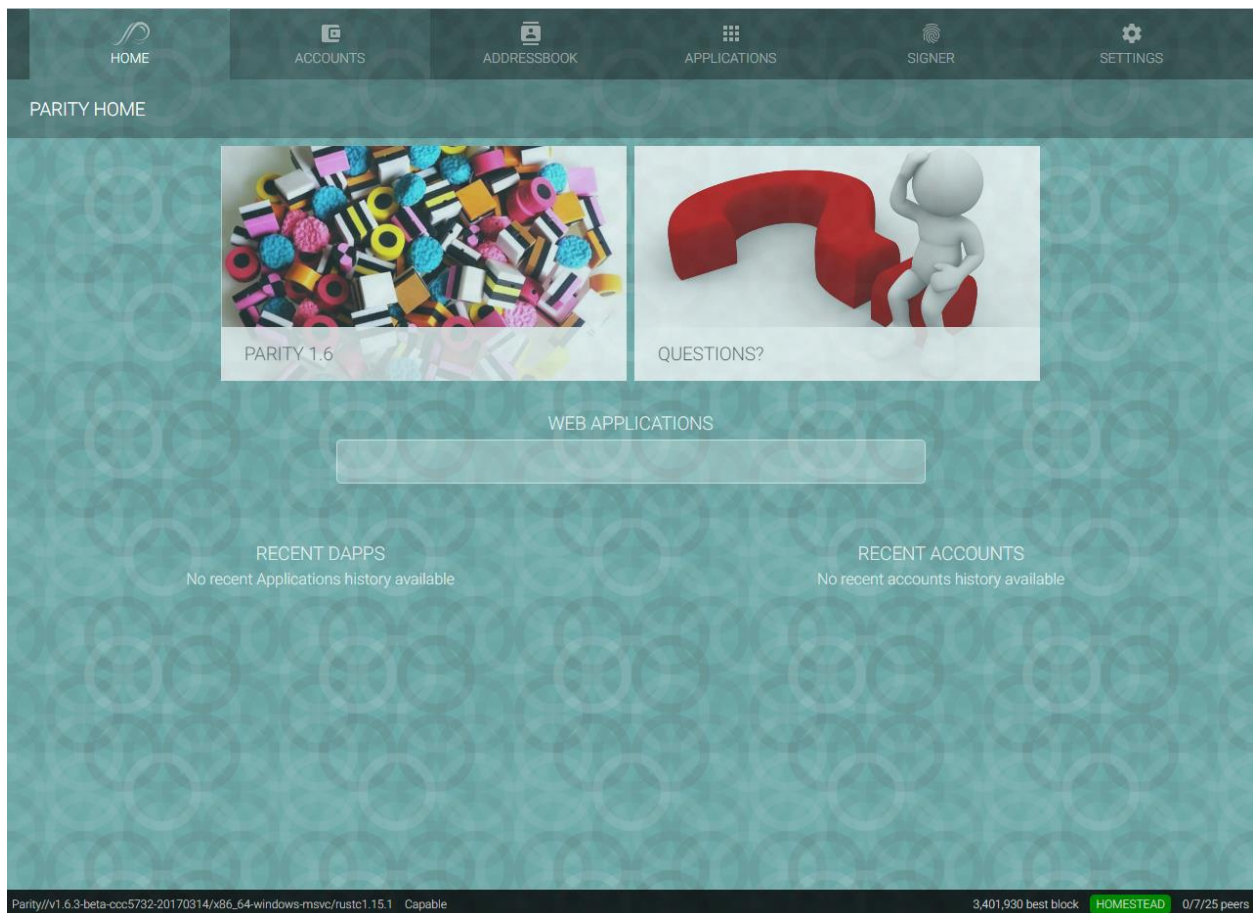 HOME
ACCOUNTS
ADDRESSBOOK
APPLICATIONS
SIGNER
SETTINGS
PARITY HOME
PARITY 1.6
QUESTIONS?
WEB APPLICATIONS
RECENT DAPPS
No recent Applications history available
RECENT ACCOUNTS
No recent accounts history available
Parity//v1.6.3-beta-ccc5732-20170314/x86_64-windows-msvc/rustc1.15.1 Capable
3,401,930 best block HOMESTEAD 0/7/25 peers